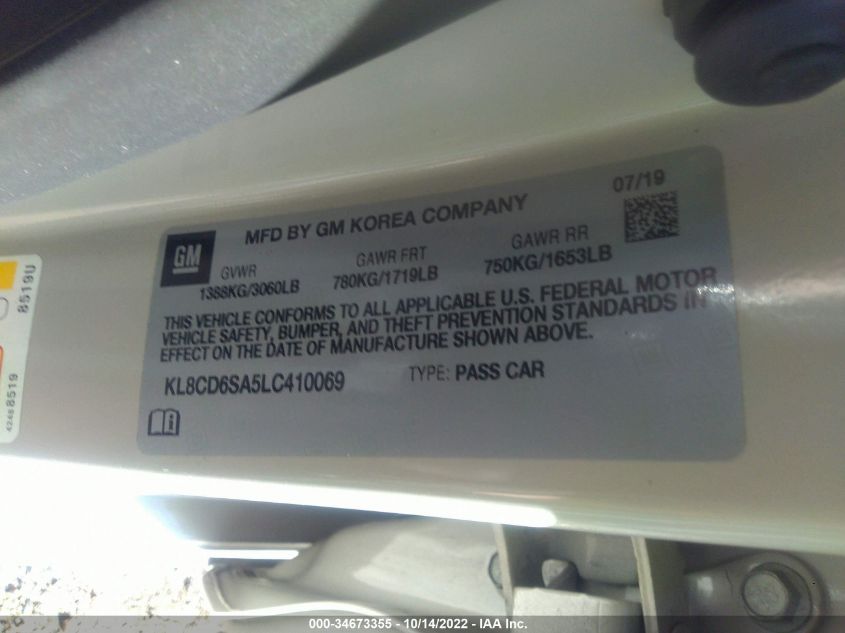 07/19
GM
MFD BY GM KOREA COMPANY
GVWR GAWR FRT GAWR RR
1388KG/3060LB 780KG/1719LB 750KG/1653LB
THIS VEHICLE CONFORMS TO ALL APPLICABLE U.S. FEDERAL MOTOR
VEHICLE SAFETY, BUMPER, AND THEFT PREVENTION STANDARDS IN
EFFECT ON THE DATE OF MANUFACTURE SHOWN ABOVE.
KL8CD6SA5LC410069 TYPE: PASS CAR
8519U
42488519
000-34673355 - 10/14/2022 - IAA Inc.